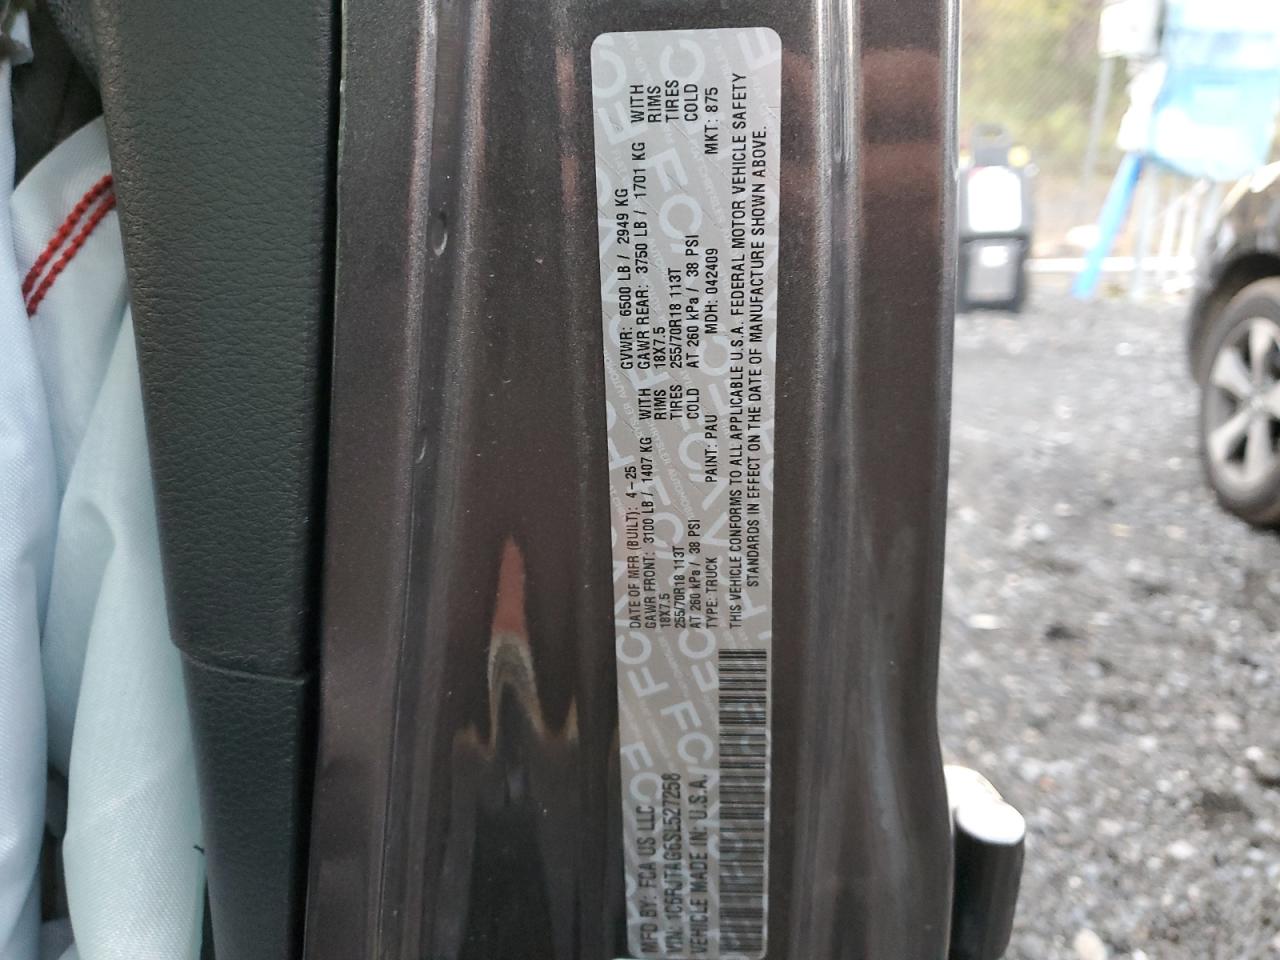 MFD BY: FCA US LLC
VIN: 1C6RJTAG6SL527258
VEHICLE MADE IN: U.S.A.
DATE OF MFR (BUILT): 4-25 GVWR: 6500 LB / 2949 KG
GAWR FRONT: 3100 LB / 1407 KG WITH GAWR REAR: 3750 LB / 1701 KG WITH
18X7.5 RIMS 18X7.5 RIMS
255/70R18 113T TIRES 255/70R18 113T TIRES
AT 260 kPa / 38 PSI COLD AT 260 kPa / 38 PSI COLD
TYPE: TRUCK PAINT: PAU MDH: 042409 MKT: 875
THIS VEHICLE CONFORMS TO ALL APPLICABLE U.S.A. FEDERAL MOTOR VEHICLE SAFETY
STANDARDS IN EFFECT ON THE DATE OF MANUFACTURE SHOWN ABOVE.